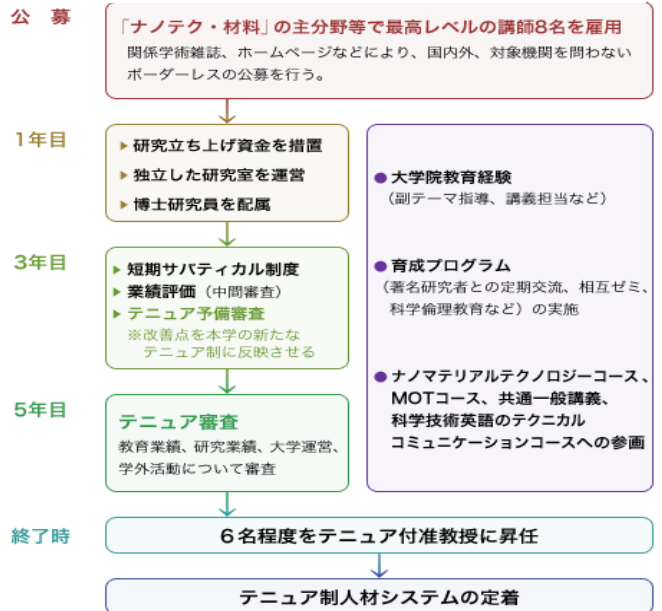 公　募
「ナノテク・材料」の主分野等で最高レベルの講師8名を雇用
関係学術雑誌、ホームページなどにより、国内外、対象機関を問わない
ボーダーレスの公募を行う。
1年目
▶ 研究立ち上げ資金を措置
▶ 独立した研究室を運営
▶ 博士研究員を配属
3年目
▶ 短期サバティカル制度
▶ 業績評価（中間審査）
▶ テニュア予備審査
※改善点を本学の新たな
テニュア制に反映させる
5年目
テニュア審査
教育業績、研究業績、大学運営、
学外活動について審査
● 大学院教育経験
（副テーマ指導、講義担当など）
● 育成プログラム
（著名研究者との定期交流、相互ゼミ、
科学倫理教育など）の実施
● ナノマテリアルテクノロジーコース、
MOTコース、共通一般講義、
科学技術英語のテクニカル
コミュニケーションコースへの参画
終了時
６名程度をテニュア付准教授に昇任
テニュア制人材システムの定着